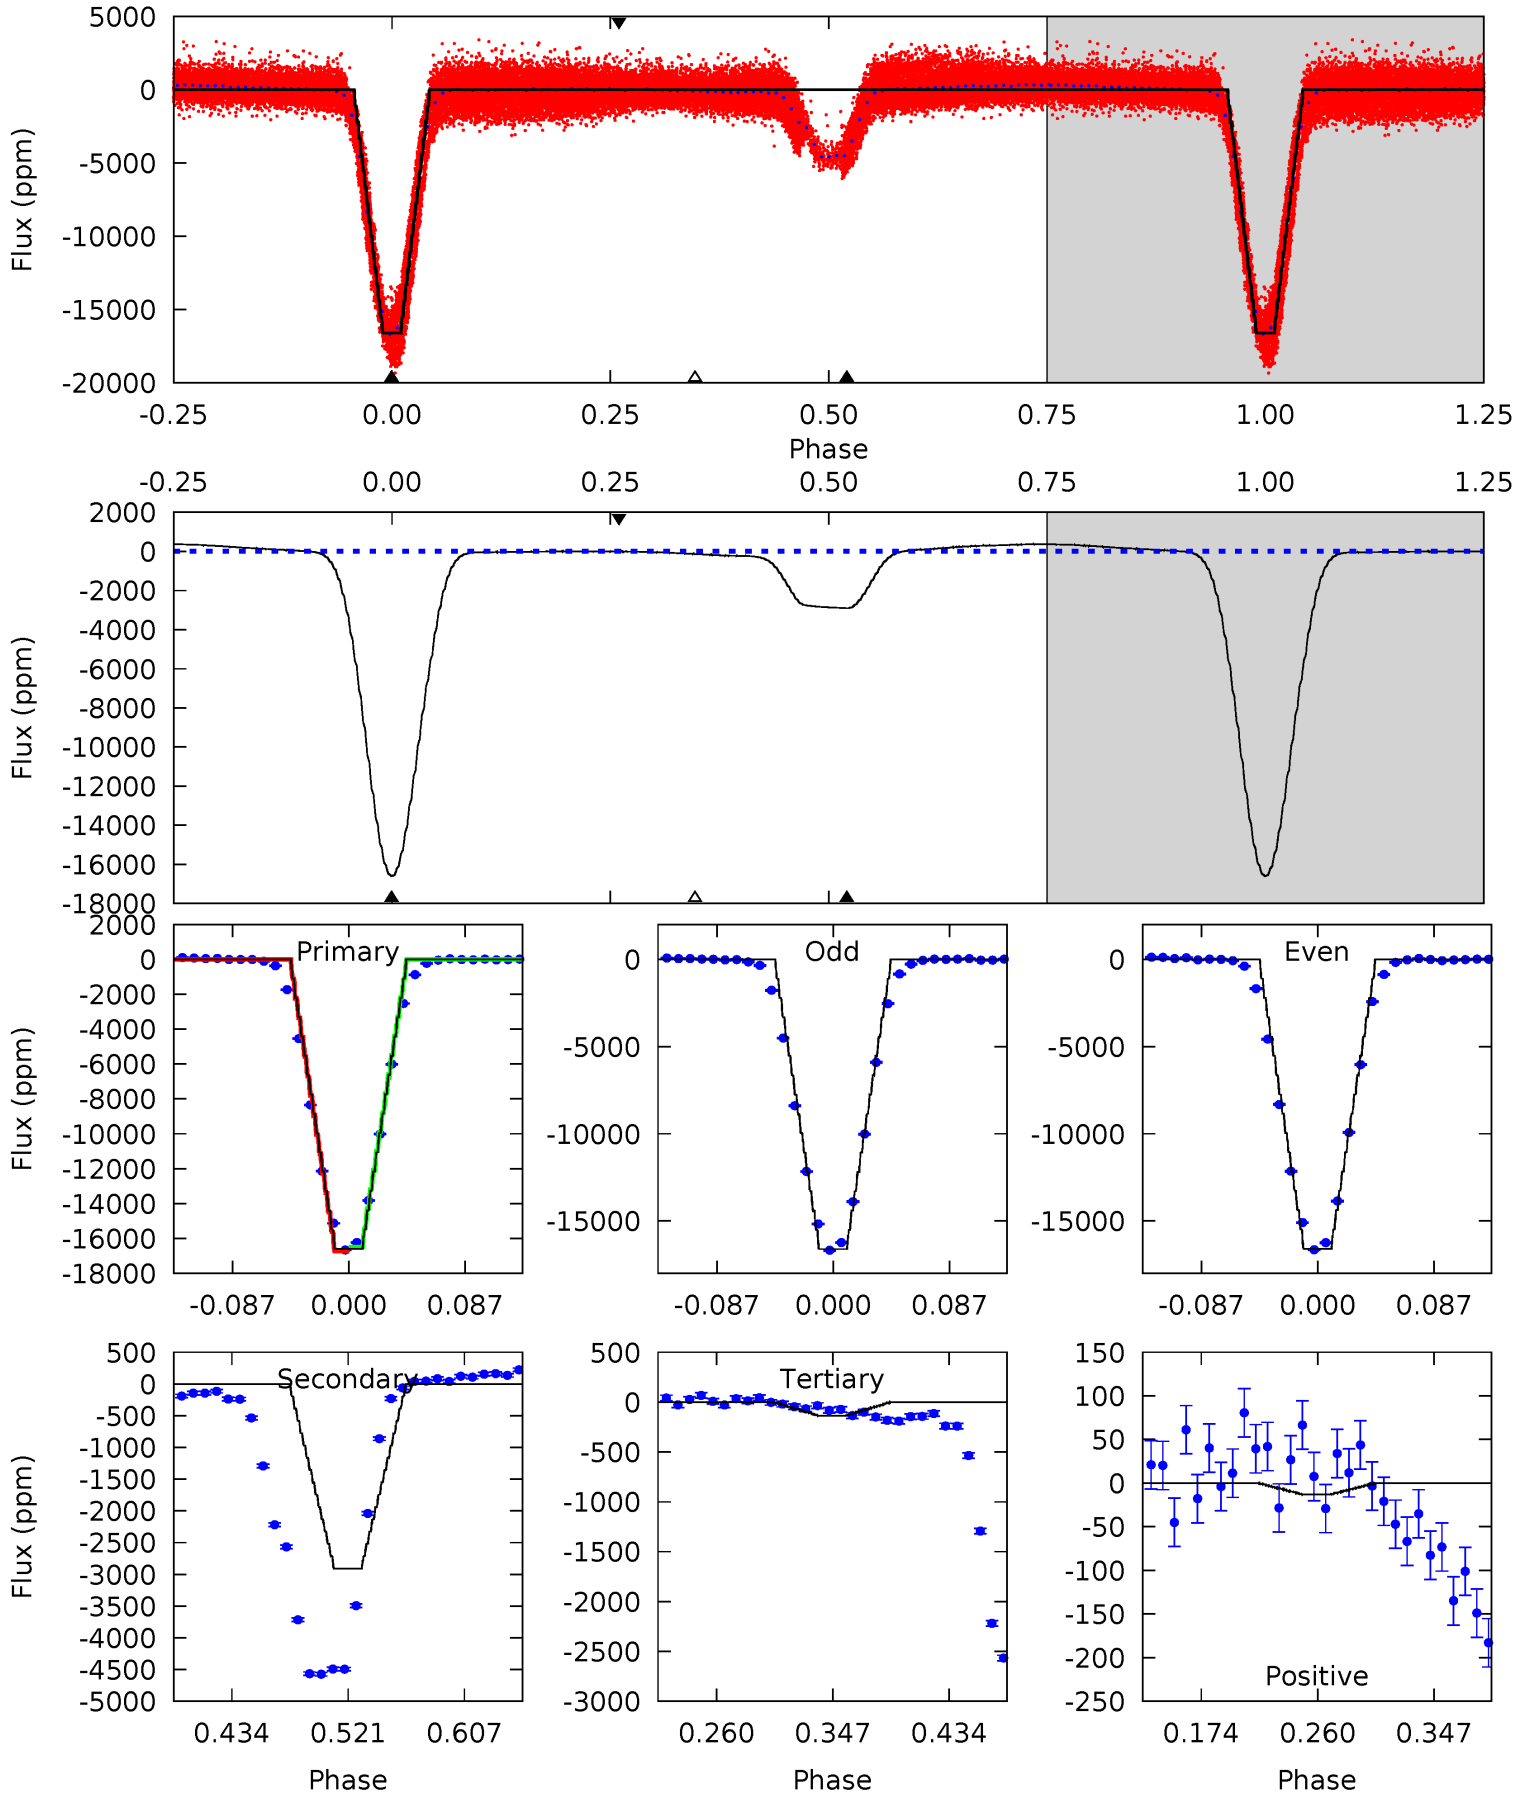 5000
0
-5000
-10000
-15000
-20000
Flux (ppm)
-0.25 0.00 0.25 0.50 0.75 1.00 1.25
Phase
-0.25 0.00 0.25 0.50 0.75 1.00 1.25
2000
0
-2000
-4000
-6000
-8000
-10000
-12000
-14000
-16000
-18000
Flux (ppm)
Primary
2000
0
-2000
-4000
-6000
-8000
-10000
-12000
-14000
-16000
-18000
Flux (ppm)
-0.087 0.000 0.087
Odd
0
-5000
-10000
-15000
-0.087 0.000 0.087
Even
0
-5000
-10000
-15000
-0.087 0.000 0.087
Secondary
500
0
-500
-1000
-1500
-2000
-2500
-3000
-3500
-4000
-4500
-5000
Flux (ppm)
0.434 0.521 0.607
Phase
Tertiary
500
0
-500
-1000
-1500
-2000
-2500
-3000
0.260 0.347 0.434
Phase
150
100
50
0
-50
-100
-150
-200
-250
Positive
0.174 0.260 0.347
Phase